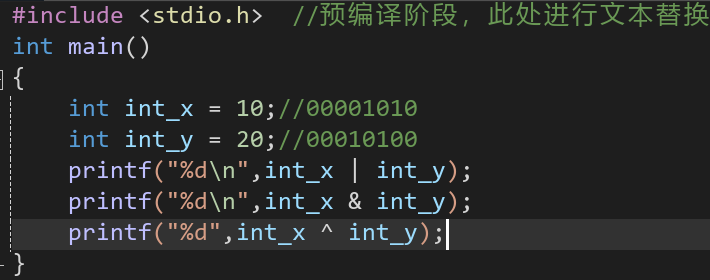 #include <stdio.h>  //预编译阶段，此处进行文本替换
int main()
{
    int int_x = 10;//00001010
    int int_y = 20;//00010100
    printf("%d\n",int_x | int_y);
    printf("%d\n",int_x & int_y);
    printf("%d",int_x ^ int_y);
}